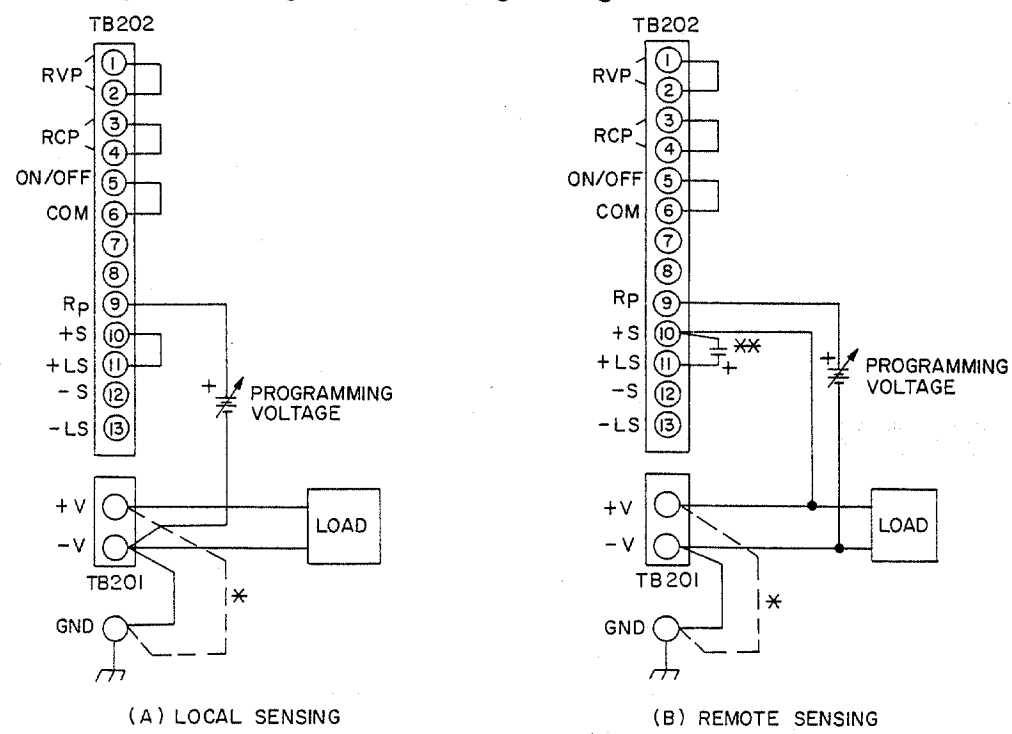 TB202
RVP
1
2
RCP
3
4
ON/OFF
5
COM
6
7
8
RP
9
+S
10
+LS
11
-S
12
-LS
13
+
PROGRAMMING
VOLTAGE
+V
-V
LOAD
TB201
*
GND
(A) LOCAL SENSING
TB202
RVP
1
2
RCP
3
4
ON/OFF
5
COM
6
7
8
RP
9
+S
10
**
+LS
11
+
-S
12
-LS
13
+
PROGRAMMING
VOLTAGE
+V
-V
LOAD
TB201
*
GND
(B) REMOTE SENSING